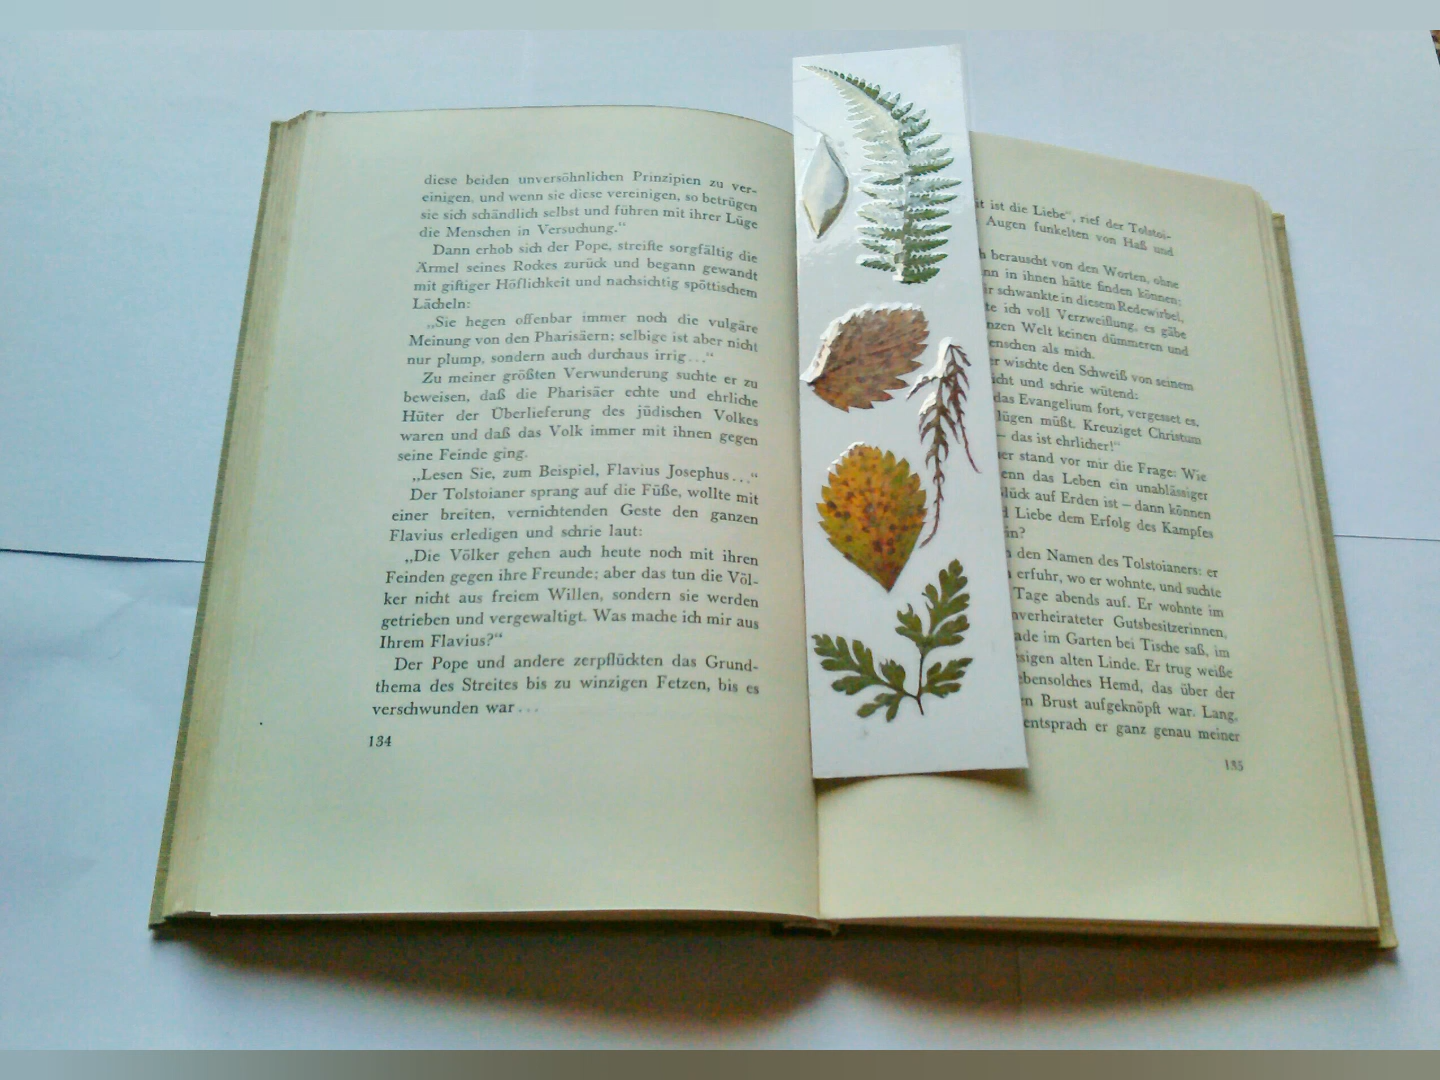 diese beiden unversöhnlichen Prinzipien zu ver-
einigen, und wenn sie diese vereinigen, so betrügen
sie sich schändlich selbst und führen mit ihrer Lüge
die Menschen in Versuchung.“
Dann erhob sich der Pope, streifte sorgfältig die
Ärmel seines Rockes zurück und begann gewandt
mit giftiger Höflichkeit und nachsichtig spöttischem
Lächeln:
„Sie hegen offenbar immer noch die vulgäre
Meinung von den Pharisäern; selbige ist aber nicht
nur plump, sondern auch durchaus irrig...“
Zu meiner größten Verwunderung suchte er zu
beweisen, daß die Pharisäer echte und ehrliche
Hüter der Überlieferung des jüdischen Volkes
waren und daß das Volk immer mit ihnen gegen
seine Feinde ging.
„Lesen Sie, zum Beispiel, Flavius Josephus...“
Der Tolstoianer sprang auf die Füße, wollte mit
einer breiten, vernichtenden Geste den ganzen
Flavius erledigen und schrie laut:
„Die Völker gehen auch heute noch mit ihren
Feinden gegen ihre Freunde; aber das tun die Völ-
ker nicht aus freiem Willen, sondern sie werden
getrieben und vergewaltigt. Was mache ich mir aus
Ihrem Flavius?“
Der Pope und andere zerpflückten das Grund-
thema des Streites bis zu winzigen Fetzen, bis es
verschwunden war...
134
ist die Liebe“, rief der Tolstoi-
Augen funkelten von Haß und
berauscht von den Worten, ohne
in ihnen hätte finden können;
schwankte in diesem Redewirbel,
ich voll Verzweiflung, es gäbe
Welt keinen dümmeren und
als mich.
wischte den Schweiß von seinem
und schrie wütend:
das Evangelium fort, vergesset es,
müßt. Kreuziget Christum
– das ist ehrlicher!“
stand vor mir die Frage: Wie
das Leben ein unablässiger
auf Erden ist – dann können
Liebe dem Erfolg des Kampfes
den Namen des Tolstoianers: er
erfuhr, wo er wohnte, und suchte
Tage abends auf. Er wohnte im
Gutsbesitzerinnen,
im Garten bei Tische saß, im
alten Linde. Er trug weiße
Hemd, das über der
Brust aufgeknöpft war. Lang,
entsprach er ganz genau meiner
135